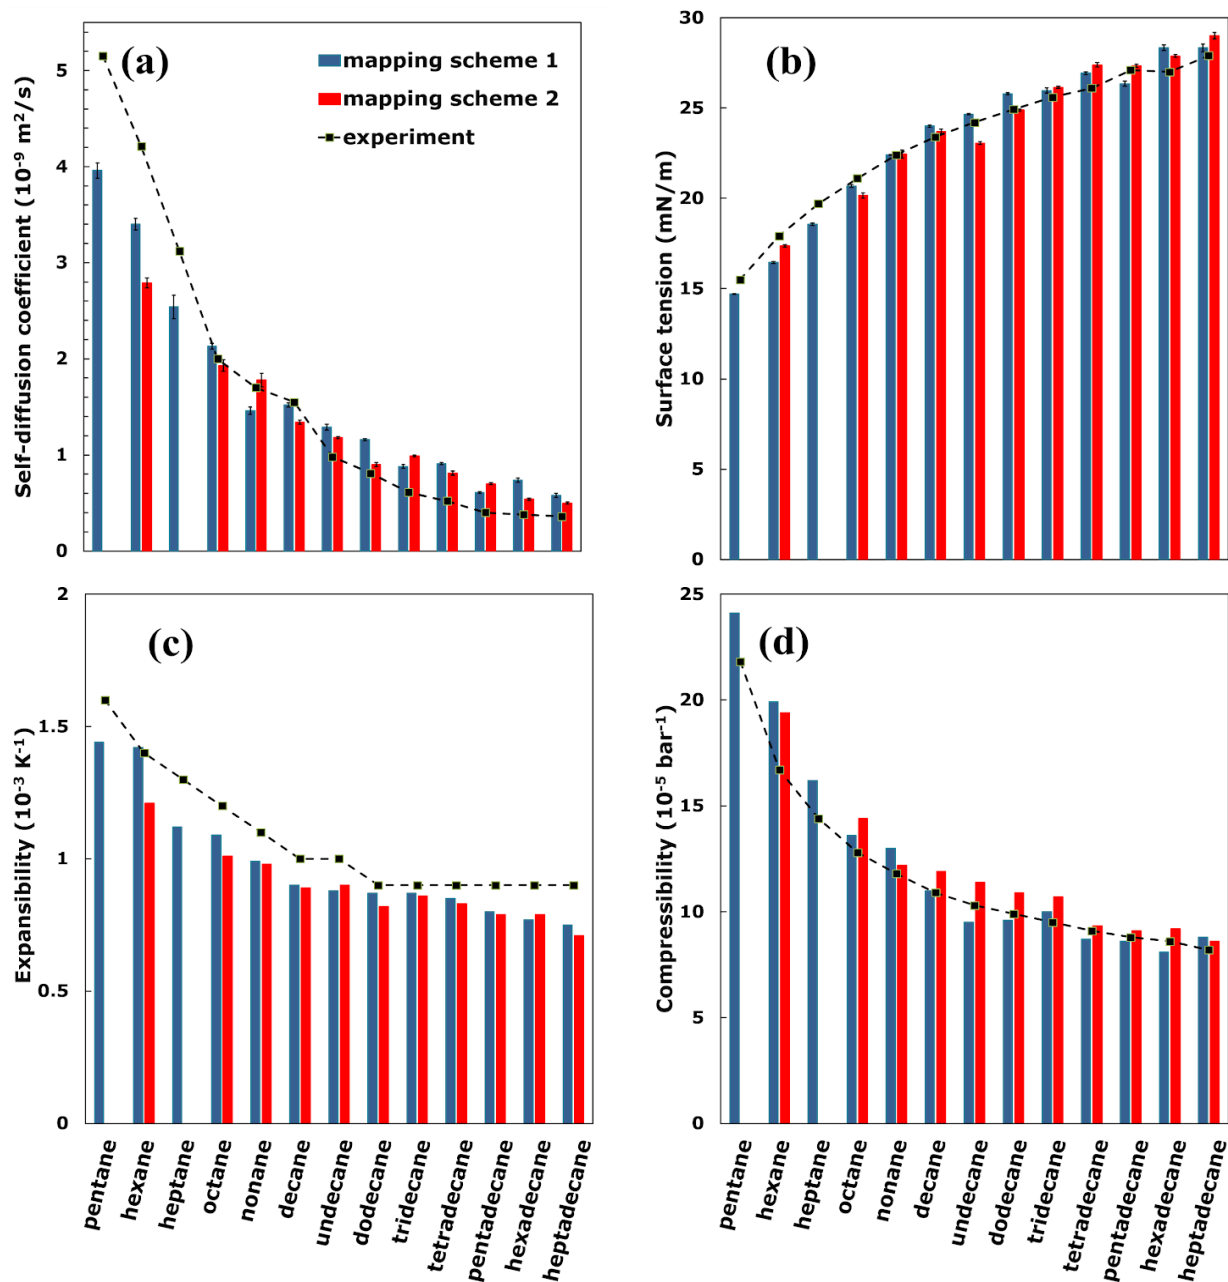 (a)
mapping scheme 1
mapping scheme 2
experiment
Self-diffusion coefficient (10⁻⁹ m²/s)
5
4
3
2
1
0
(b)
Surface tension (mN/m)
30
25
20
15
10
5
0
(c)
Expansibility (10⁻³ K⁻¹)
2
1.5
1
0.5
0
pentane
hexane
heptane
octane
nonane
decane
undecane
dodecane
tridecane
tetradecane
pentadecane
hexadecane
heptadecane
(d)
Compressibility (10⁻⁵ bar⁻¹)
25
20
15
10
5
0
pentane
hexane
heptane
octane
nonane
decane
undecane
dodecane
tridecane
tetradecane
pentadecane
hexadecane
heptadecane